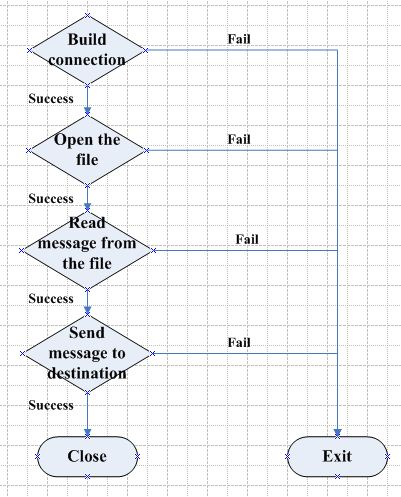 Build
connection
Fail
Success
Open the
file
Fail
Success
Read
message from
the file
Fail
Success
Send
message to
destination
Fail
Success
Close
Exit